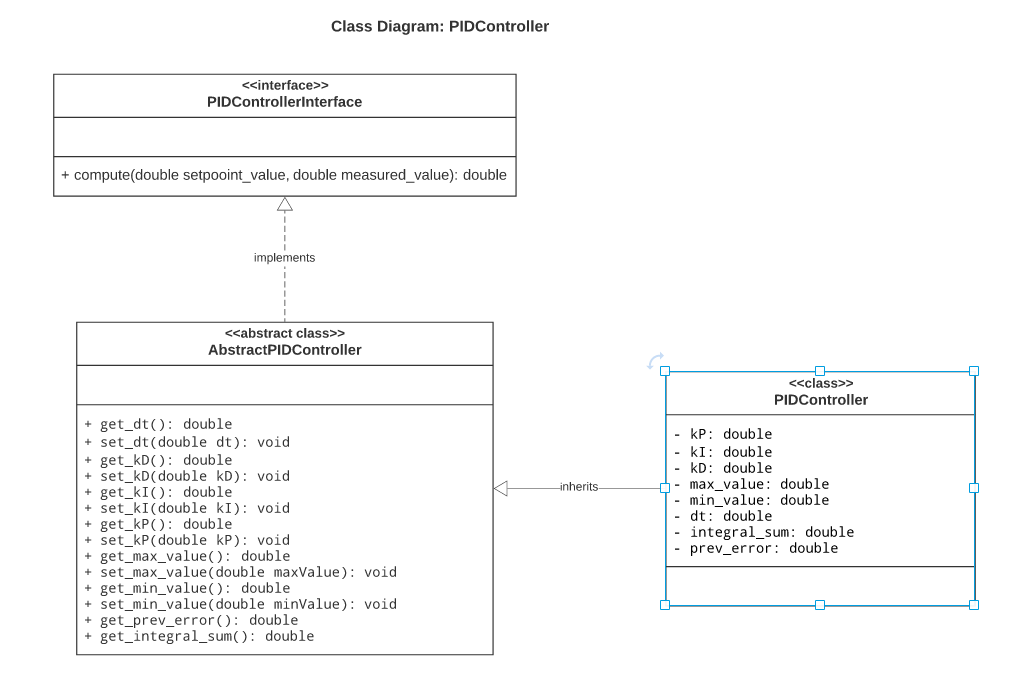 Class Diagram: PIDController
<<interface>>
PIDControllerInterface
+ compute(double setpooint_value, double measured_value): double
implements
<<abstract class>>
AbstractPIDController
+ get_dt(): double
+ set_dt(double dt): void
+ get_kD(): double
+ set_kD(double kD): void
+ get_kI(): double
+ set_kI(double kI): void
+ get_kP(): double
+ set_kP(double kP): void
+ get_max_value(): double
+ set_max_value(double maxValue): void
+ get_min_value(): double
+ set_min_value(double minValue): void
+ get_prev_error(): double
+ get_integral_sum(): double
inherits
<<class>>
PIDController
- kP: double
- kI: double
- kD: double
- max_value: double
- min_value: double
- dt: double
- integral_sum: double
- prev_error: double